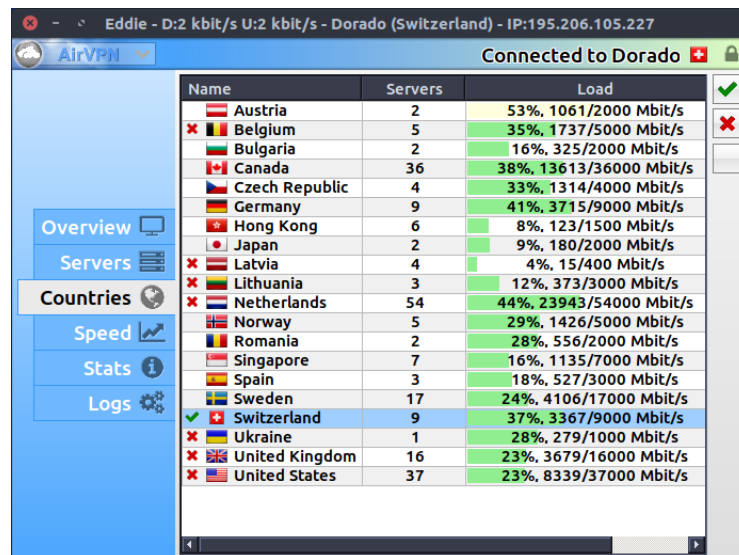 Eddie - D:2 kbit/s U:2 kbit/s - Dorado (Switzerland) - IP:195.206.105.227
AirVPN
Connected to Dorado
Overview
Servers
Countries
Speed
Stats
Logs
Name Servers Load
Austria 2 53%, 1061/2000 Mbit/s
Belgium 5 35%, 1737/5000 Mbit/s
Bulgaria 2 16%, 325/2000 Mbit/s
Canada 36 38%, 13613/36000 Mbit/s
Czech Republic 4 33%, 1314/4000 Mbit/s
Germany 9 41%, 3715/9000 Mbit/s
Hong Kong 6 8%, 123/1500 Mbit/s
Japan 2 9%, 180/2000 Mbit/s
Latvia 4 4%, 15/400 Mbit/s
Lithuania 3 12%, 373/3000 Mbit/s
Netherlands 54 44%, 23943/54000 Mbit/s
Norway 5 29%, 1426/5000 Mbit/s
Romania 2 28%, 556/2000 Mbit/s
Singapore 7 16%, 1135/7000 Mbit/s
Spain 3 18%, 527/3000 Mbit/s
Sweden 17 24%, 4106/17000 Mbit/s
Switzerland 9 37%, 3367/9000 Mbit/s
Ukraine 1 28%, 279/1000 Mbit/s
United Kingdom 16 23%, 3679/16000 Mbit/s
United States 37 23%, 8339/37000 Mbit/s